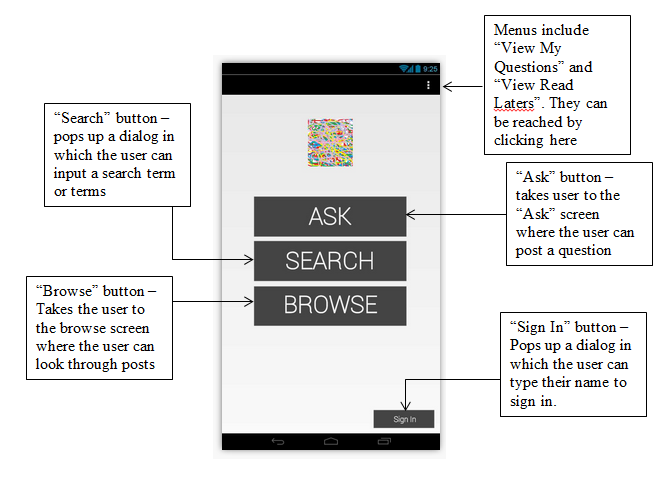 Menus include
“View My
Questions” and
“View Read
Laters”. They can
be reached by
clicking here
9:25
“Search” button –
pops up a dialog in
which the user can
input a search term
or terms
“Ask” button –
takes user to the
“Ask” screen
where the user can
post a question
ASK
SEARCH
BROWSE
“Browse” button –
Takes the user to
the browse screen
where the user can
look through posts
“Sign In” button –
Pops up a dialog in
which the user can
type their name to
sign in.
Sign In